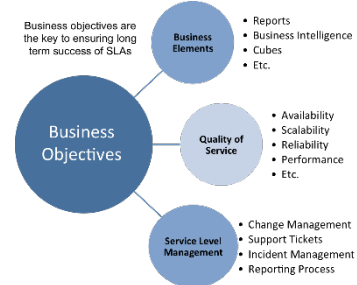 Business objectives are
the key to ensuring long
term success of SLAs
Business
Objectives
Business
Elements
• Reports
• Business Intelligence
• Cubes
• Etc.
Quality of
Service
• Availability
• Scalability
• Reliability
• Performance
• Etc.
Service Level
Management
• Change Management
• Support Tickets
• Incident Management
• Reporting Process